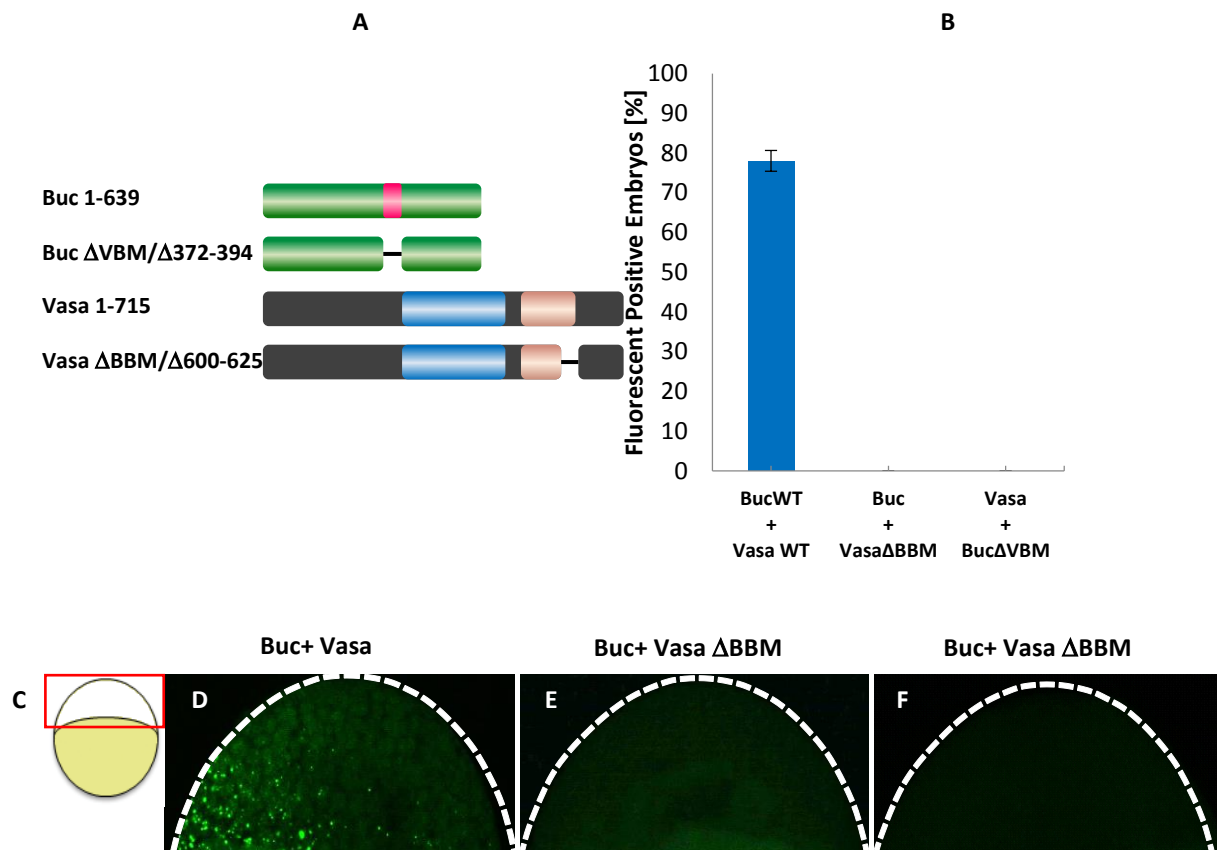 A
B
Buc 1-639
Buc ΔVBM/Δ372-394
Vasa 1-715
Vasa ΔBBM/Δ600-625
Fluorescent Positive Embryos [%]
100
90
80
70
60
50
40
30
20
10
0
BucWT
+
Vasa WT
Buc
+
VasaΔBBM
Vasa
+
BucΔVBM
Buc+ Vasa
Buc+ Vasa ΔBBM
Buc+ Vasa ΔBBM
C
D
E
F